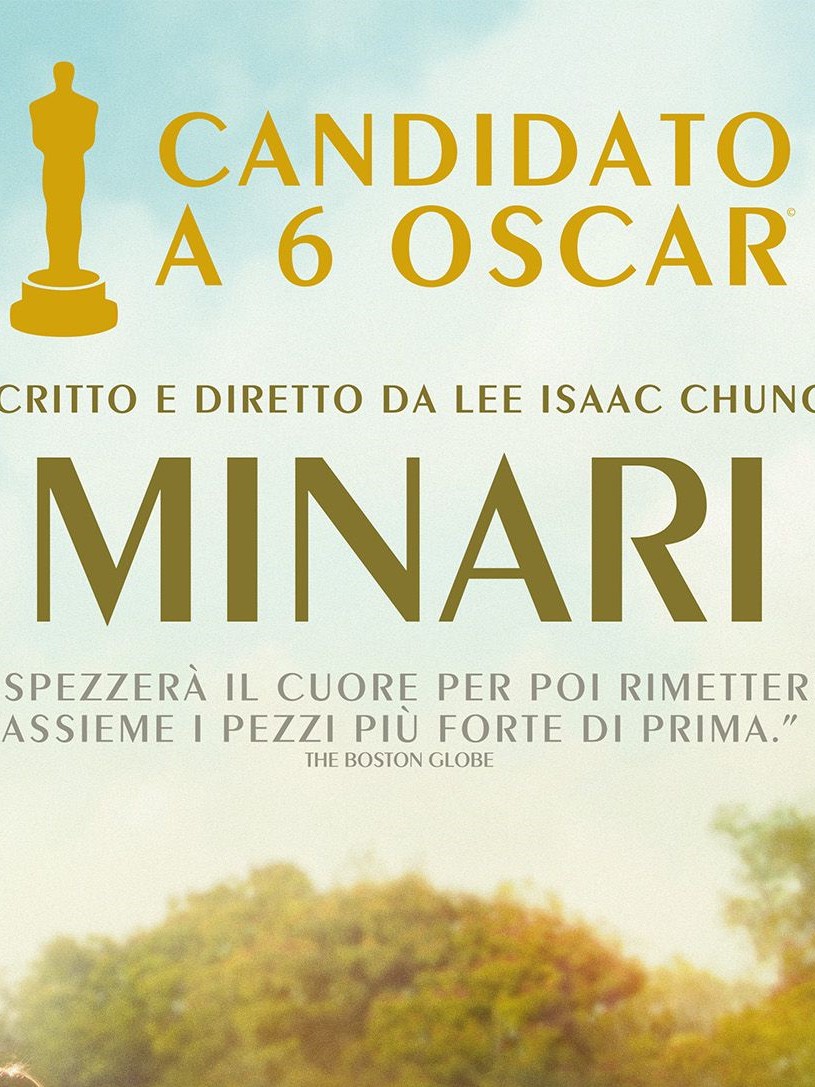 CANDIDATO
A 6 OSCAR©
CRITTO E DIRETTO DA LEE ISAAC CHUNG
MINARI
SPEZZERÀ IL CUORE PER POI RIMETTER
ASSIEME I PEZZI PIÙ FORTE DI PRIMA.”
THE BOSTON GLOBE